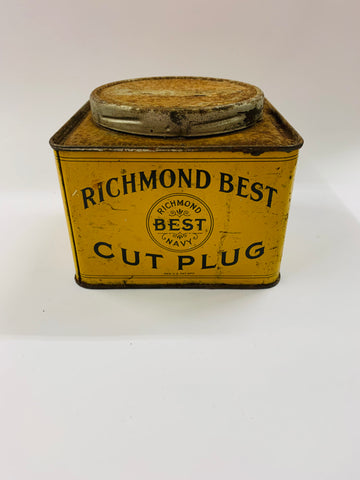 RICHMOND BEST
RICHMOND
BEST
NAVY
CUT PLUG